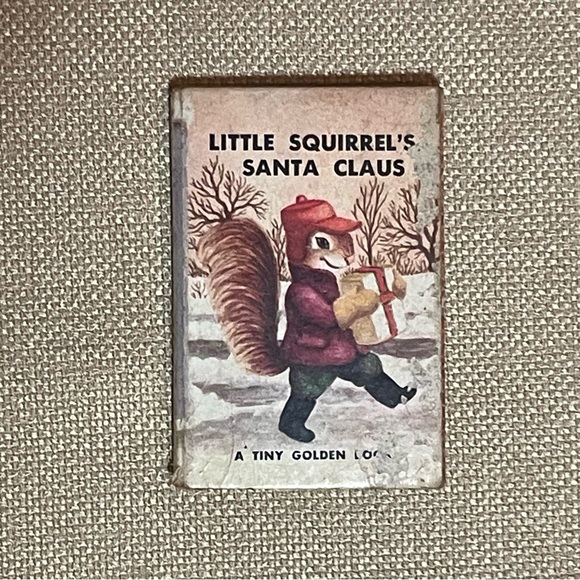 LITTLE SQUIRREL'S
SANTA CLAUS
A TINY GOLDEN